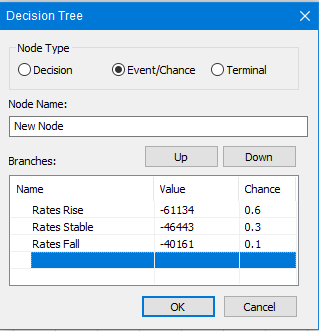 Decision Tree
Node Type
Decision Event/Chance Terminal
Node Name:
New Node
Branches: Up Down
Name Value Chance
Rates Rise -61134 0.6
Rates Stable -46443 0.3
Rates Fall -40161 0.1
OK Cancel